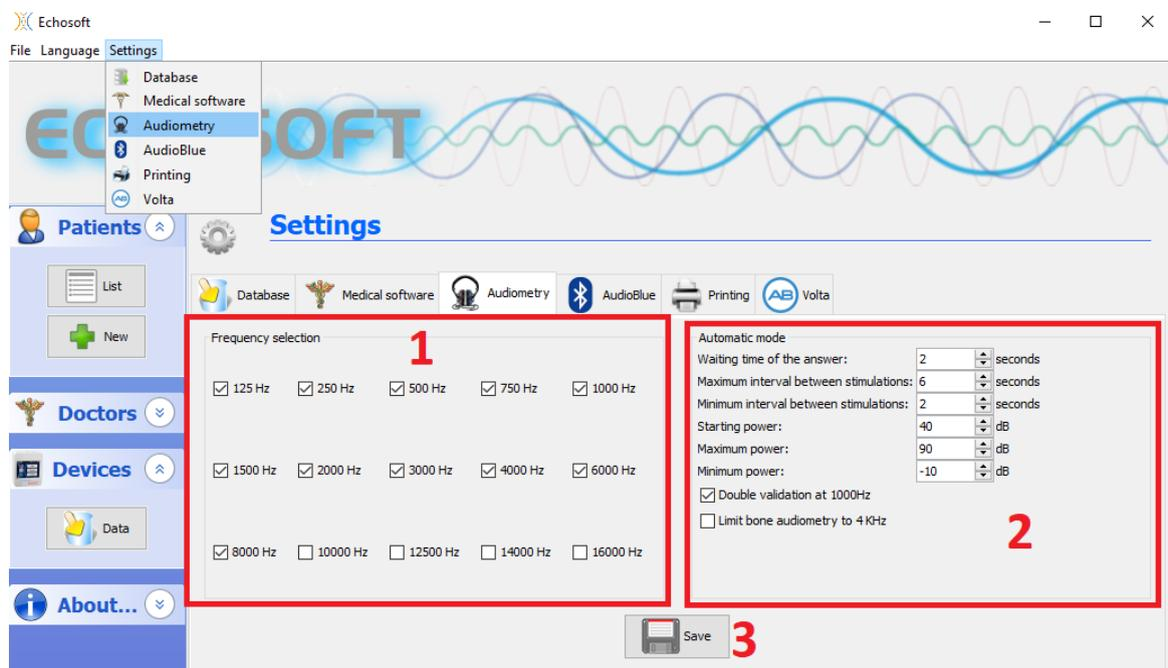 Echosoft
File Language Settings
Database
Medical software
Audiometry
AudioBlue
Printing
Volta
EC SOFT
Patients
List
New
Doctors
Devices
Data
About...
Settings
Database Medical software Audiometry AudioBlue Printing AB Volta
Frequency selection
1
125 Hz 250 Hz 500 Hz 750 Hz 1000 Hz
1500 Hz 2000 Hz 3000 Hz 4000 Hz 6000 Hz
8000 Hz 10000 Hz 12500 Hz 14000 Hz 16000 Hz
Automatic mode
Waiting time of the answer: 2 seconds
Maximum interval between stimulations: 6 seconds
Minimum interval between stimulations: 2 seconds
Starting power: 40 dB
Maximum power: 90 dB
Minimum power: -10 dB
Double validation at 1000Hz
Limit bone audiometry to 4 KHz
2
Save
3